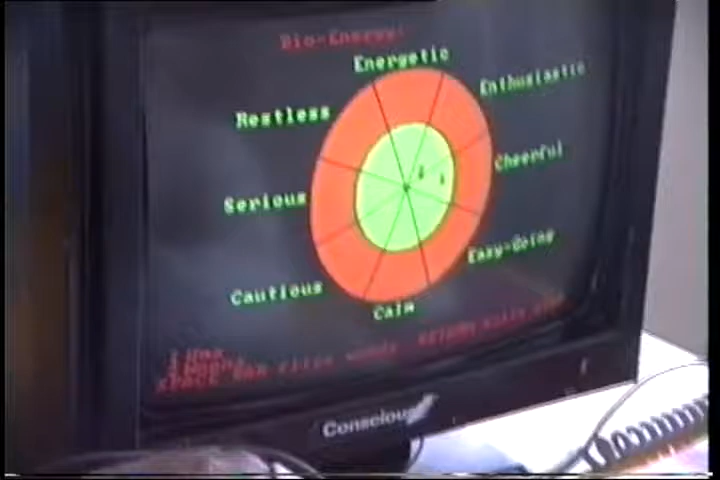 Bio-Energy:
Energetic
Enthusiastic
Restless
Cheerful
Serious
Easy-Going
Cautious
Calm
Conscious